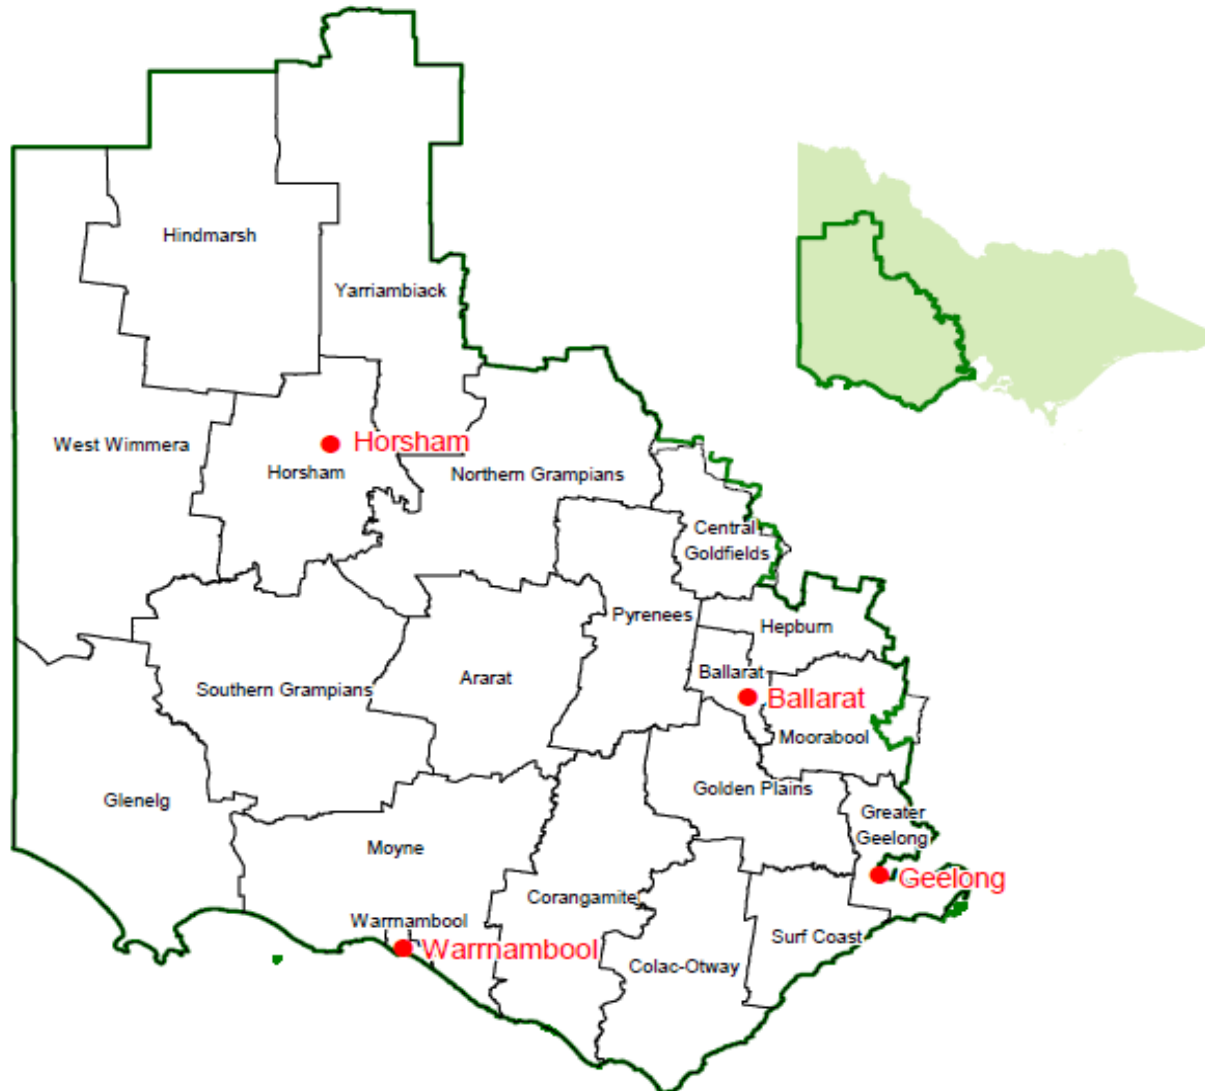 Hindmarsh
Yarriambiack
West Wimmera
Horsham
Horsham
Northern Grampians
Central
Goldfields
Pyrenees
Hepburn
Ballarat
Ballarat
Ararat
Southern Grampians
Moorabool
Golden Plains
Glenelg
Greater
Geelong
Moyne
Geelong
Corangamite
Warrnambool
Warrnambool
Surf Coast
Colac-Otway